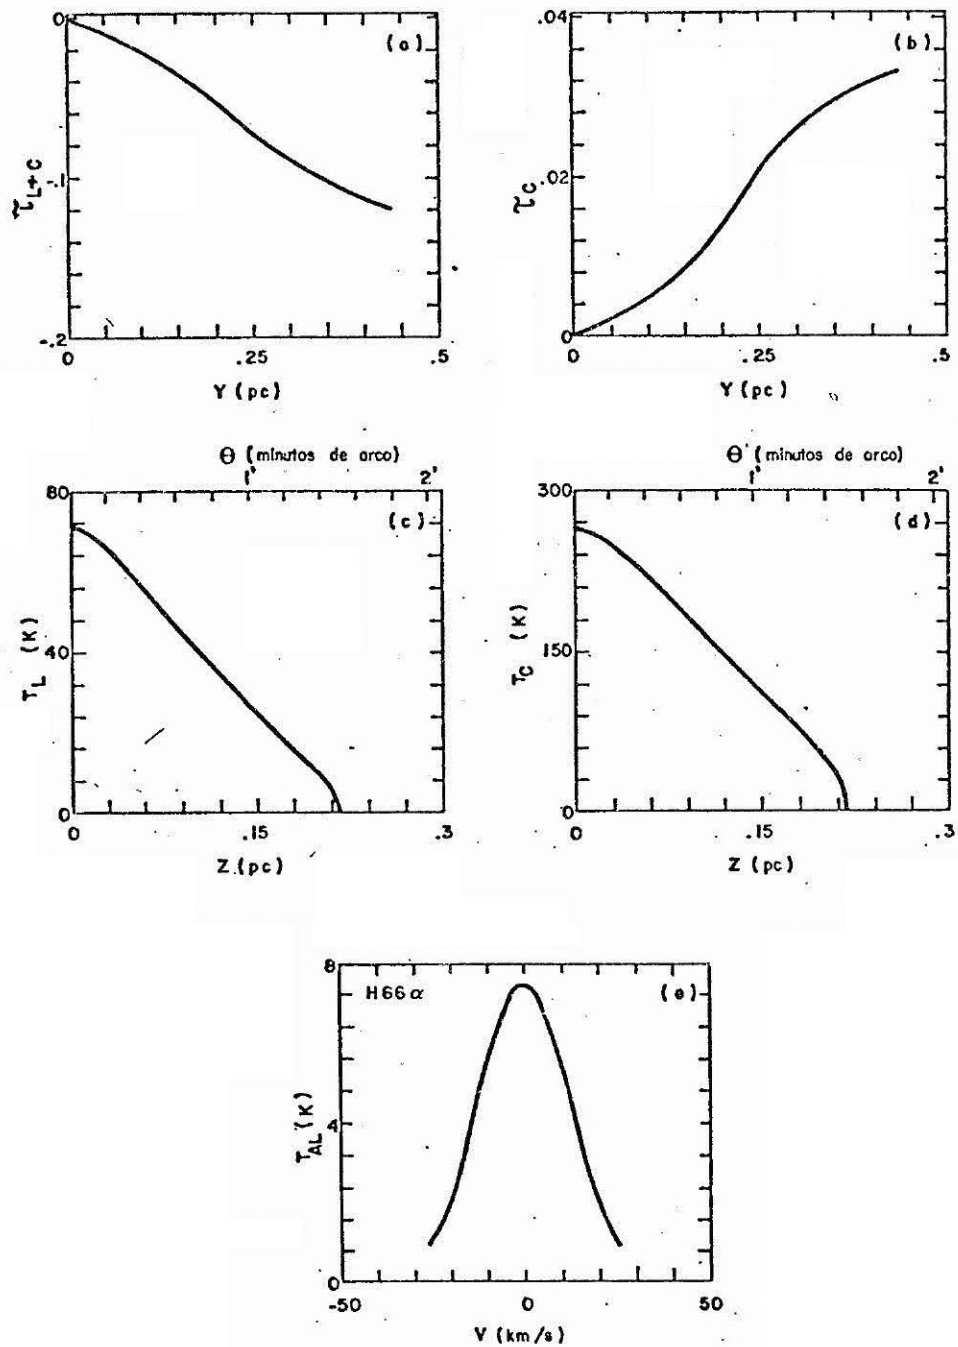 0
(a)
τ̃L+C
-.1
-.2
0
.25
.5
Y (pc)
.04
(b)
τC
.02
0
0
.25
.5
Y (pc)
Θ (minutos de arco)
1'
2'
80
(c)
TL (K)
40
0
0
.15
.3
Z (pc)
Θ (minutos de arco)
1'
2'
300
(d)
TC (K)
150
0
0
.15
.3
Z (pc)
8
H66α
(e)
TAL (K)
4
0
-50
0
50
V (km/s)